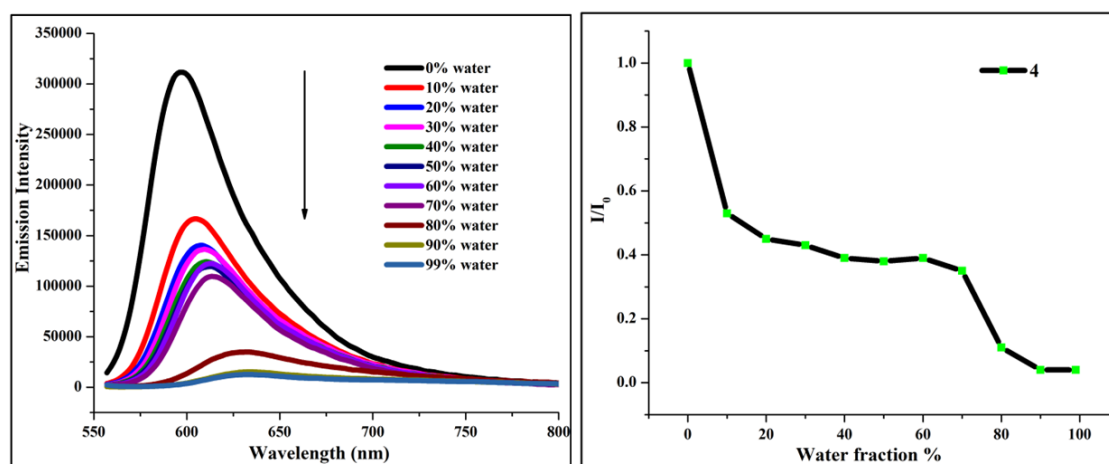 350000
300000
250000
200000
150000
100000
50000
0
Emission Intensity
550 600 650 700 750 800
Wavelength (nm)
0% water
10% water
20% water
30% water
40% water
50% water
60% water
70% water
80% water
90% water
99% water
1.0
0.8
0.6
0.4
0.2
0.0
I/I0
0 20 40 60 80 100
Water fraction %
4